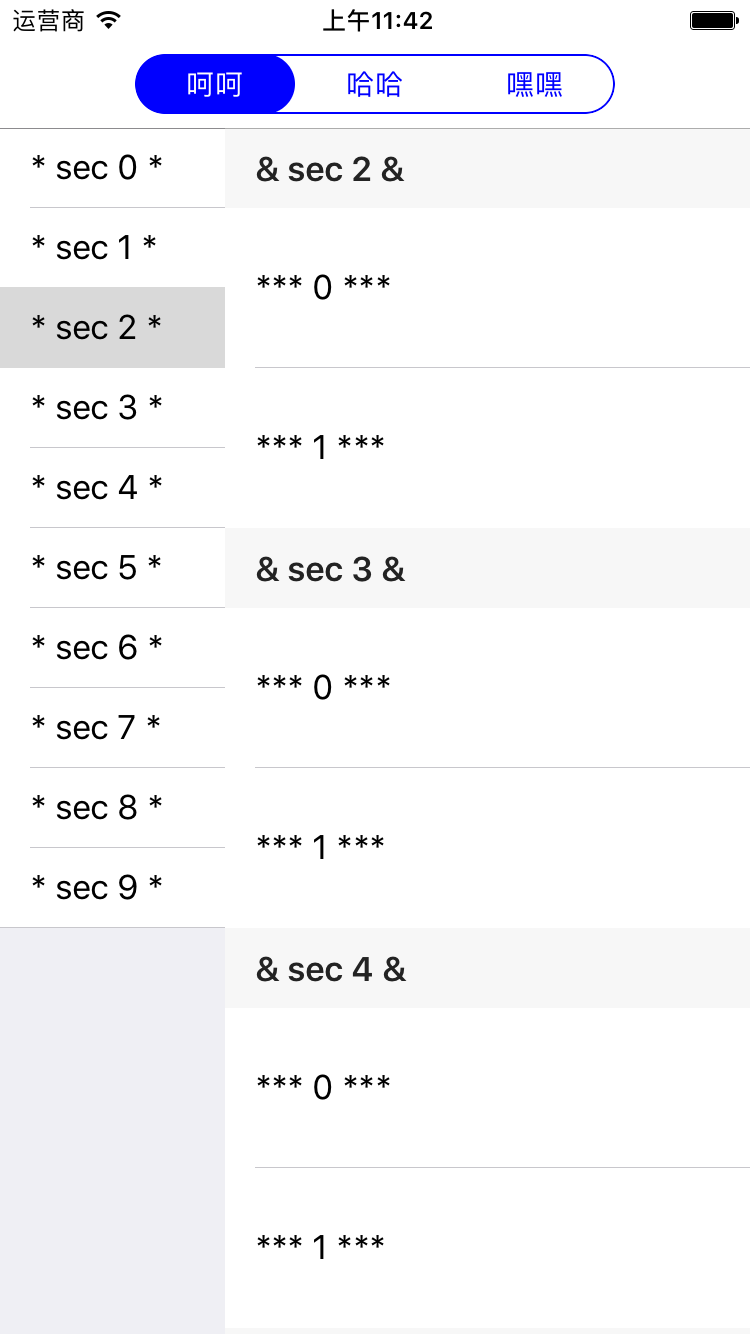 运营商 上午11:42
呵呵 哈哈 嘿嘿
* sec 0 *
* sec 1 *
* sec 2 *
* sec 3 *
* sec 4 *
* sec 5 *
* sec 6 *
* sec 7 *
* sec 8 *
* sec 9 *
& sec 2 &
*** 0 ***
*** 1 ***
& sec 3 &
*** 0 ***
*** 1 ***
& sec 4 &
*** 0 ***
*** 1 ***